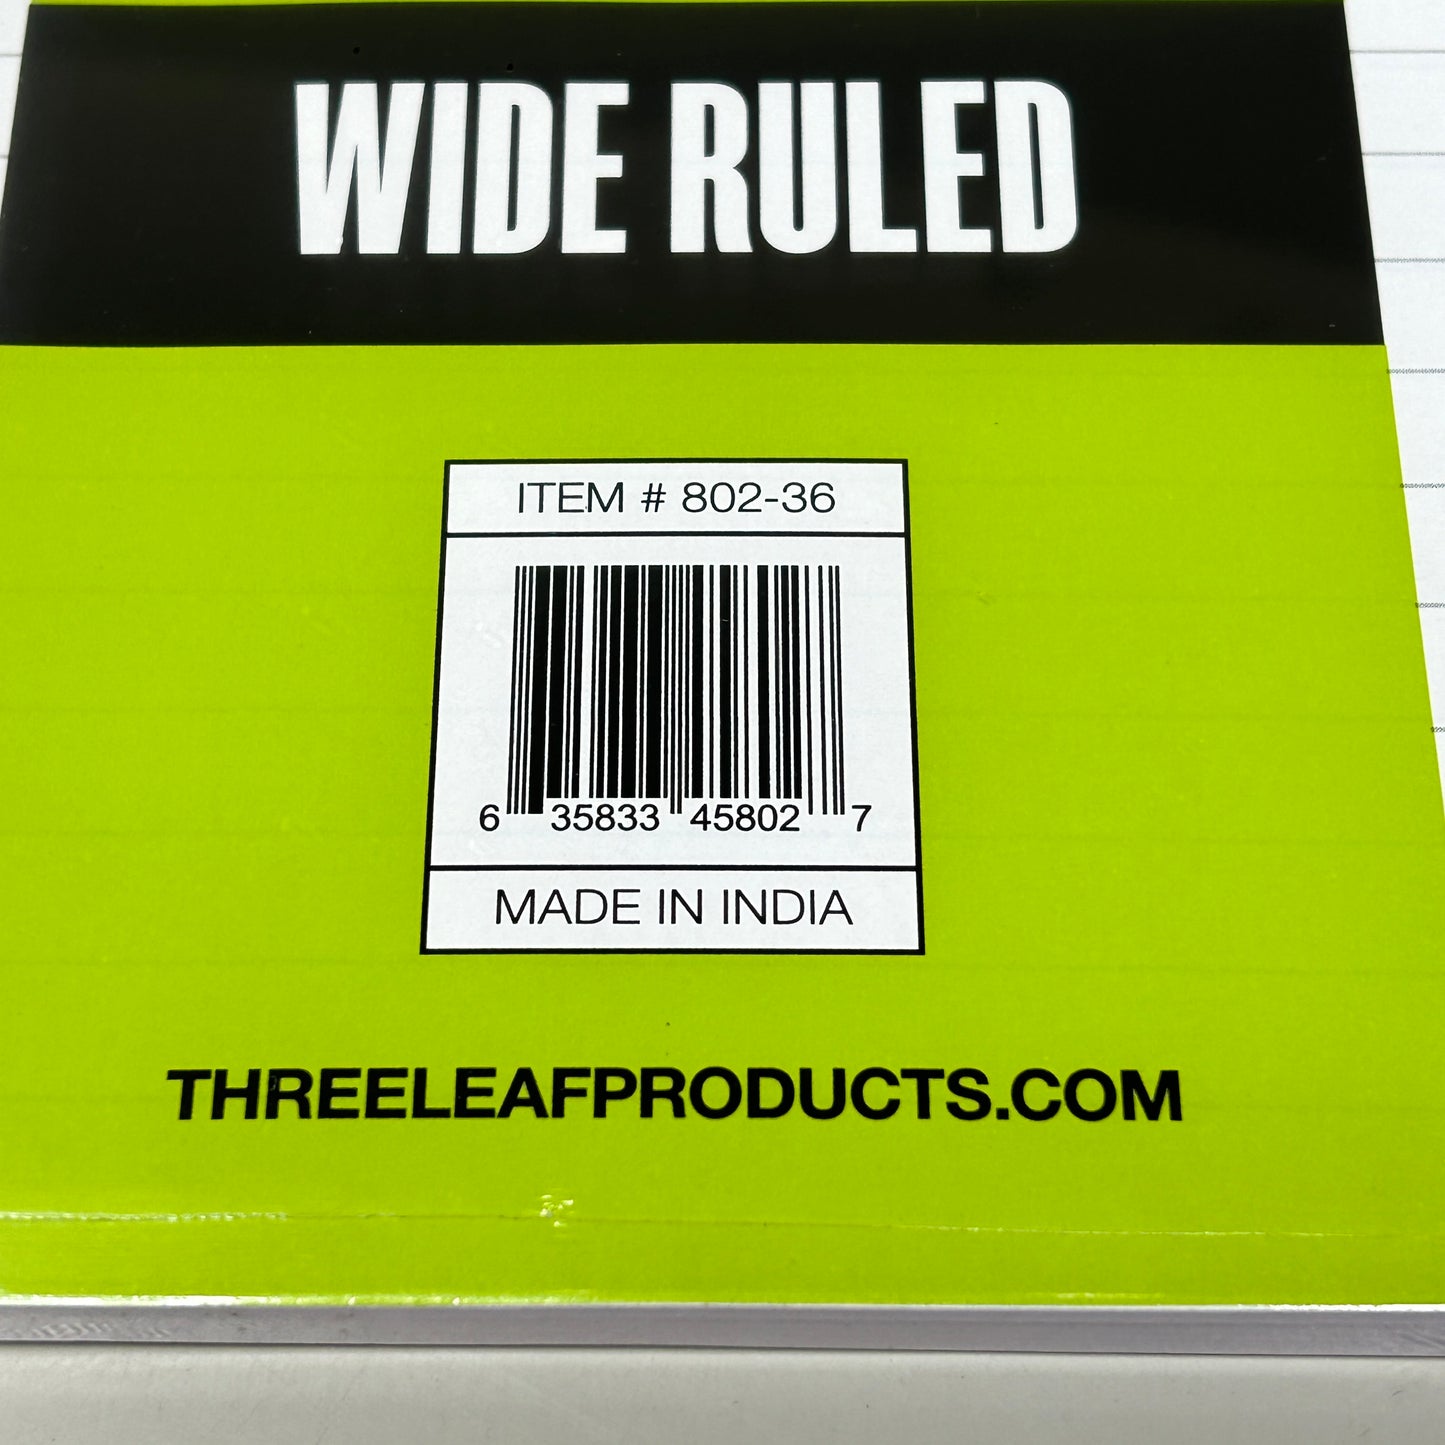 WIDE RULED
ITEM # 802-36
6 35833 45802 7
MADE IN INDIA
THREELEAFPRODUCTS.COM